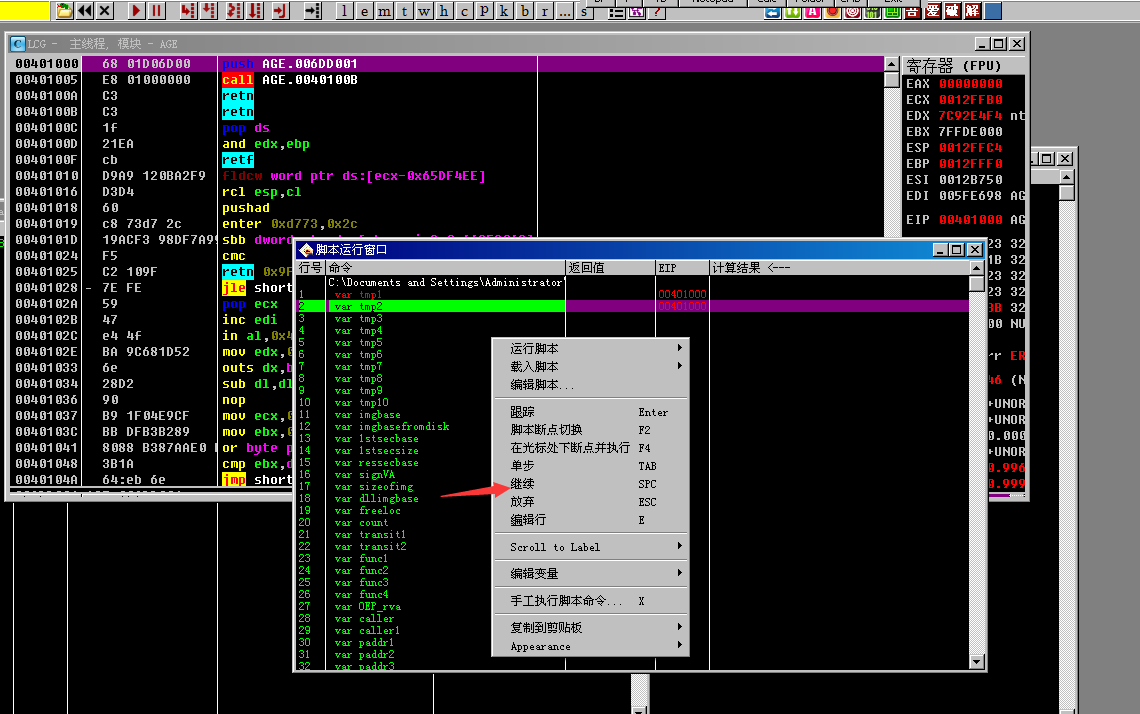 l e m t w h c p k b r ... s
吾 爱 破 解
LCG - 主线程, 模块 - AGE
00401000 68 01D06D00 push AGE.006DD001
00401005 E8 01000000 call AGE.0040100B
0040100A C3 retn
0040100B C3 retn
0040100C 1f pop ds
0040100D 21EA and edx,ebp
0040100F cb retf
00401010 D9A9 120BA2F9 fldcw word ptr ds:[ecx-0x65DF4EE]
00401016 D3D4 rcl esp,cl
00401018 60 pushad
00401019 c8 73d7 2c enter 0xd773,0x2c
0040101D 19ACF3 98DF7A99 sbb
00401024 F5 cmc
00401025 C2 109F retn
00401028 - 7E FE jle short
0040102A 59 pop ecx
0040102B 47 inc edi
0040102C e4 4f in al,
0040102E BA 9C681D52 mov edx,
00401033 6e outs dx,
00401034 28D2 sub dl,dl
00401036 90 nop
00401037 B9 1F04E9CF mov ecx,
0040103C BB DFB3B289 mov ebx,
00401041 8088 B387AAE0 or byte
00401048 3B1A cmp ebx,
0040104A 64:eb 6e jmp short
寄存器 (FPU)
EAX 00000000
ECX 0012FFB0
EDX 7C92E4F4 nt
EBX 7FFDE000
ESP 0012FFC4
EBP 0012FFF0
ESI 0012B750
EDI 005FE698 AG
EIP 00401000 AG
脚本运行窗口
行号 命令 返回值 EIP 计算结果 <---
C:\Documents and Settings\Administrator
1 var tmp1 00401000
2 var tmp2 00401000
3 var tmp3
4 var tmp4
5 var tmp5
6 var tmp6
7 var tmp7
8 var tmp8
9 var tmp9
10 var tmp10
11 var imgbase
12 var imgbasefromdisk
13 var 1stsecbase
14 var 1stsecsize
15 var ressecbase
16 var signVA
17 var sizeofimg
18 var dllimgbase
19 var freeloc
20 var count
21 var transit1
22 var transit2
23 var func1
24 var func2
25 var func3
26 var func4
27 var OEP_rva
28 var caller
29 var caller1
30 var paddr1
31 var paddr2
32 var paddr3
运行脚本
载入脚本
编辑脚本...
跟踪 Enter
脚本断点切换 F2
在光标处下断点并执行 F4
单步 TAB
继续 SPC
放弃 ESC
编辑行 E
Scroll to Label
编辑变量
手工执行脚本命令... X
复制到剪贴板
Appearance